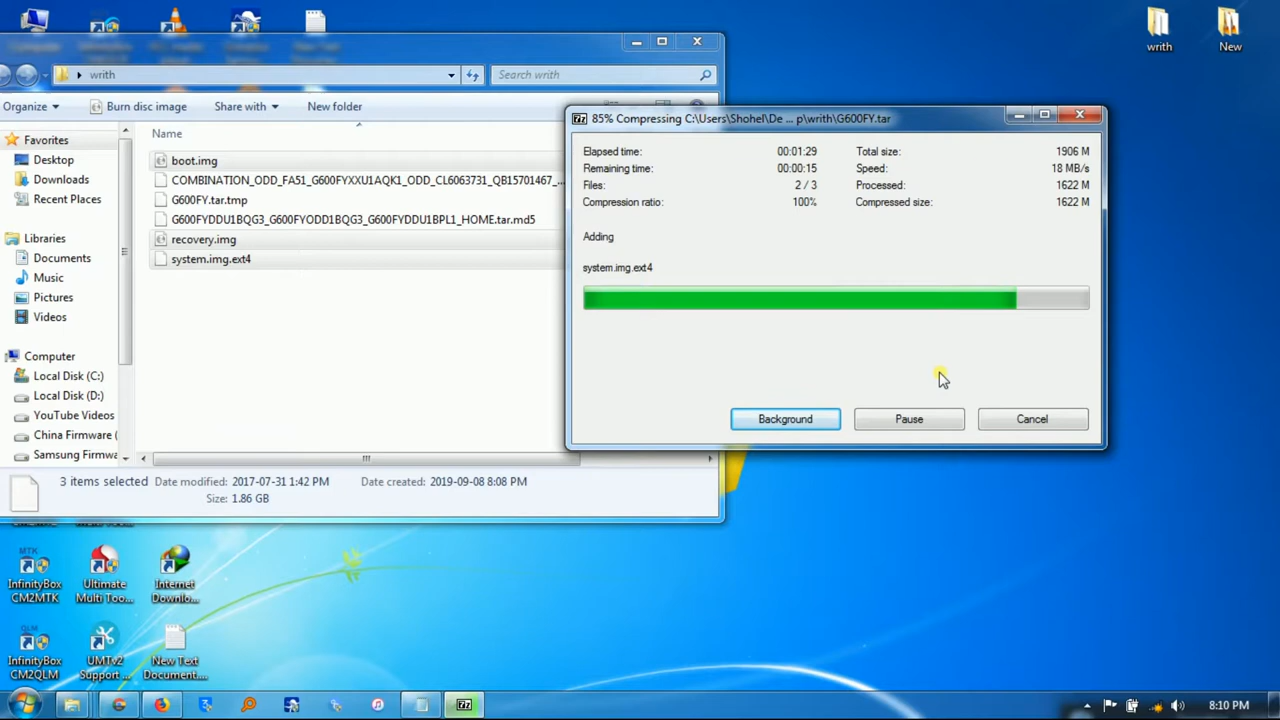 writh
New
writh
Search writh
Organize
Burn disc image
Share with
New folder
Favorites
Desktop
Downloads
Recent Places
Libraries
Documents
Music
Pictures
Videos
Computer
Local Disk (C:)
Local Disk (D:)
YouTube Videos
China Firmware (
Samsung Firmwa
Name
boot.img
COMBINATION_ODD_FA51_G600FYXXU1AQK1_ODD_CL6063731_QB15701467_...
G600FY.tar.tmp
G600FYDDU1BQG3_G600FYODD1BQG3_G600FYDDU1BPL1_HOME.tar.md5
recovery.img
system.img.ext4
3 items selected Date modified: 2017-07-31 1:42 PM Date created: 2019-09-08 8:08 PM
Size: 1.86 GB
85% Compressing C:\Users\Shohel\De ... p\writh\G600FY.tar
Elapsed time: 00:01:29 Total size: 1906 M
Remaining time: 00:00:15 Speed: 18 MB/s
Files: 2 / 3 Processed: 1622 M
Compression ratio: 100% Compressed size: 1622 M
Adding
system.img.ext4
Background
Pause
Cancel
MTK
InfinityBox
CM2MTK
Ultimate
Multi Too...
Internet
Downlo...
QLM
InfinityBox
CM2QLM
UMTv2
Support ...
New Text
Document....
8:10 PM